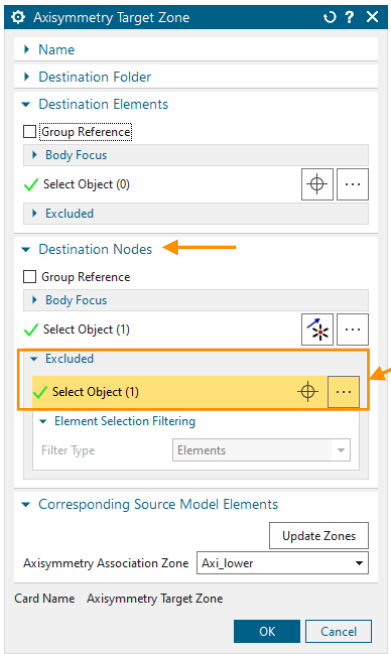 Axisymmetry Target Zone
Name
Destination Folder
Destination Elements
Group Reference
Body Focus
Select Object (0)
Excluded
Destination Nodes
Group Reference
Body Focus
Select Object (1)
Excluded
Select Object (1)
Element Selection Filtering
Filter Type Elements
Corresponding Source Model Elements
Update Zones
Axisymmetry Association Zone Axi_lower
Card Name Axisymmetry Target Zone
OK Cancel